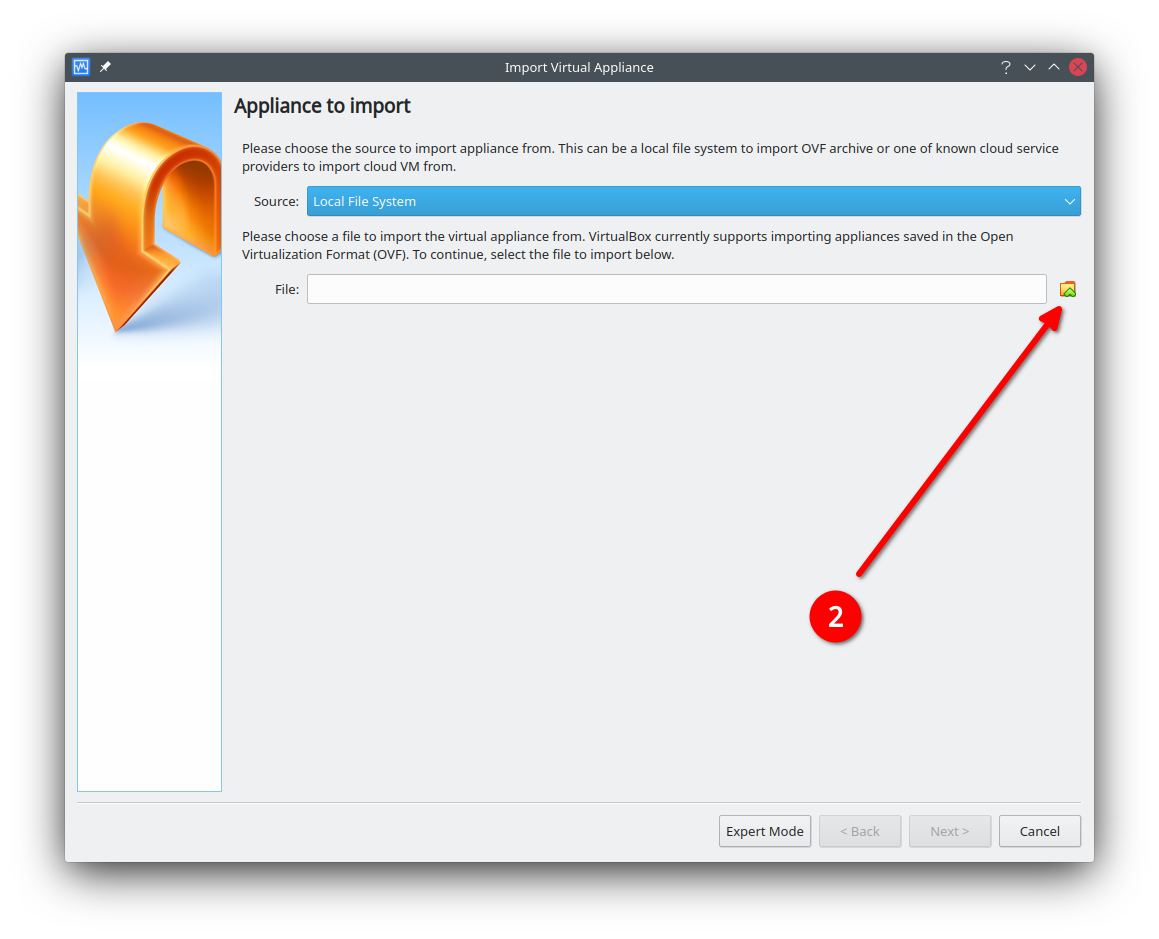 Import Virtual Appliance
Appliance to import
Please choose the source to import appliance from. This can be a local file system to import OVF archive or one of known cloud service
providers to import cloud VM from.
Source: Local File System
Please choose a file to import the virtual appliance from. VirtualBox currently supports importing appliances saved in the Open
Virtualization Format (OVF). To continue, select the file to import below.
File:
2
Expert Mode < Back Next > Cancel